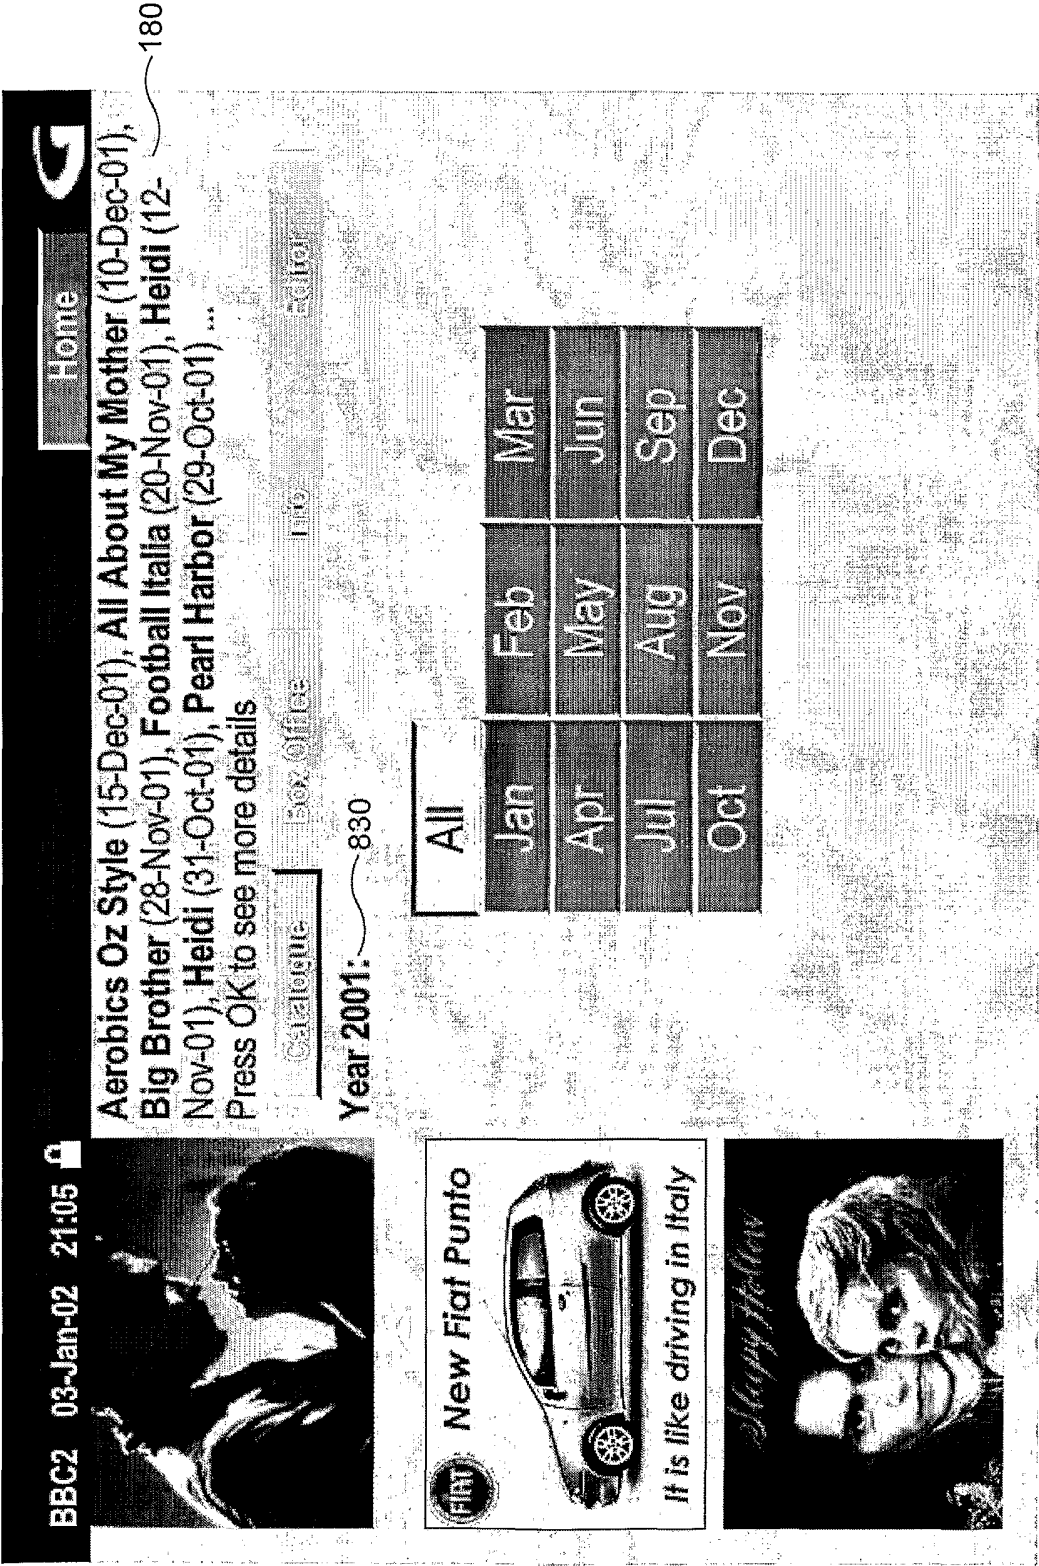 BBC2 03-Jan-02 21:05
Home
Aerobics Oz Style (15-Dec-01), All About My Mother (10-Dec-01),
Big Brother (28-Nov-01), Football Italia (20-Nov-01), Heidi (12-
Nov-01), Heidi (31-Oct-01), Pearl Harbor (29-Oct-01) ...
Press OK to see more details
180
Catalogue Box Office Info Editor
Year 2001:
830
All
Jan Feb Mar
Apr May Jun
Jul Aug Sep
Oct Nov Dec
FIAT New Fiat Punto
It is like driving in Italy